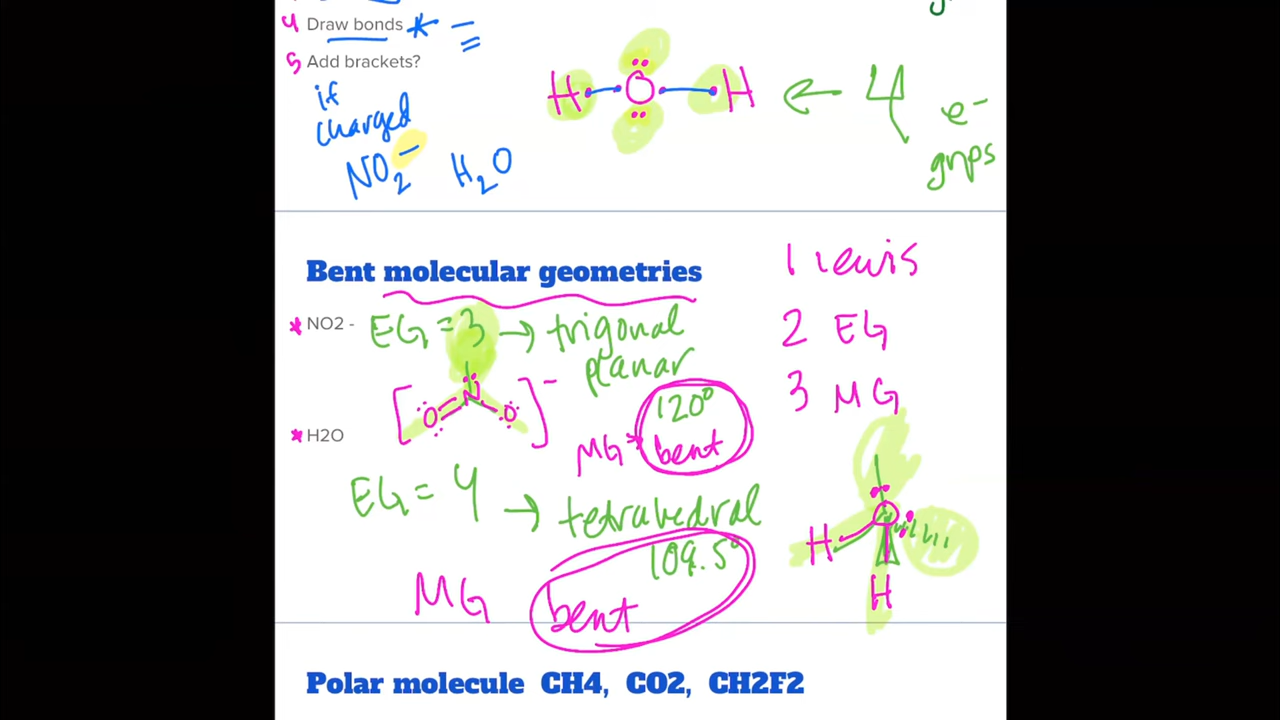 4 Draw bonds * — =
5 Add brackets?
if
charged
NO2− H2O
H O H ← 4
e−
grps
Bent molecular geometries
1 Lewis
2 EG
3 MG
* NO2 - EG = 3 → trigonal
planar
[O=N-O]−
120°
MG * bent
* H2O
EG = 4 → tetrahedral
109.5°
MG bent
O
H
H
Polar molecule CH4, CO2, CH2F2